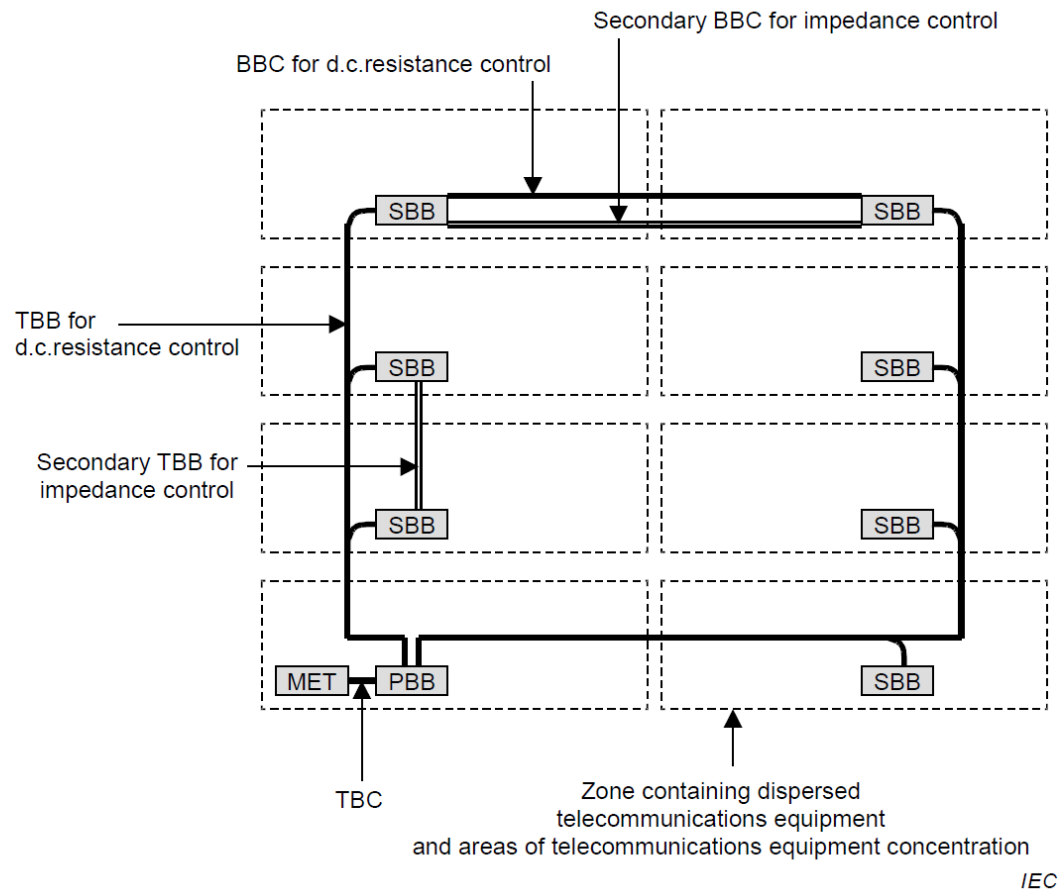 Secondary BBC for impedance control
BBC for d.c.resistance control
SBB
SBB
TBB for
d.c.resistance control
SBB
SBB
Secondary TBB for
impedance control
SBB
SBB
MET
PBB
SBB
TBC
Zone containing dispersed
telecommunications equipment
and areas of telecommunications equipment concentration
IEC